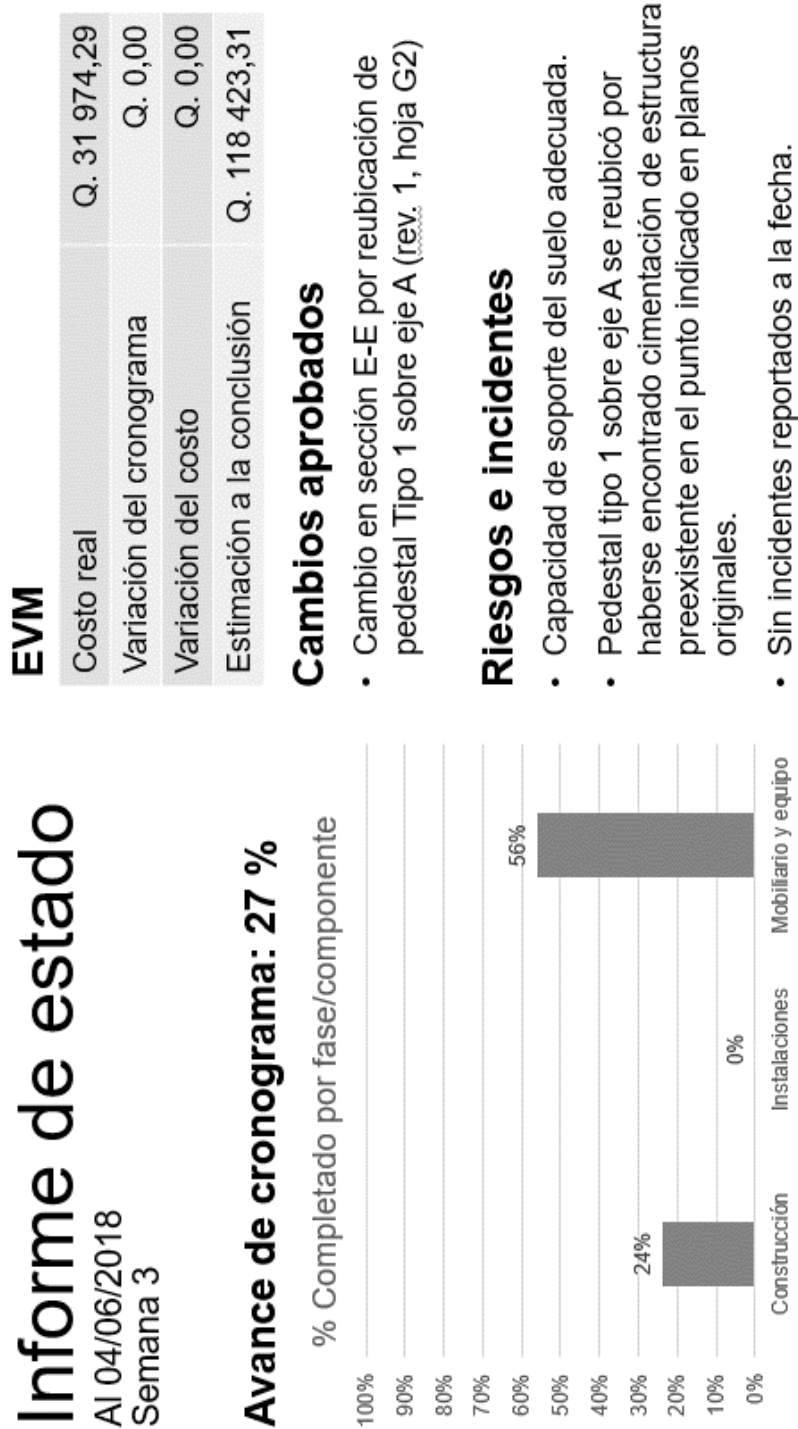 Informe de estado
Al 04/06/2018
Semana 3
Avance de cronograma: 27 %
% Completado por fase/componente
100%
90%
80%
70%
60%
50%
40%
30%
20%
10%
0%
24%
0%
56%
Construcción
Instalaciones
Mobiliario y equipo
EVM
Costo real Q. 31 974,29
Variación del cronograma Q. 0,00
Variación del costo Q. 0,00
Estimación a la conclusión Q. 118 423,31
Cambios aprobados
• Cambio en sección E-E por reubicación de
pedestal Tipo 1 sobre eje A (rev. 1, hoja G2)
Riesgos e incidentes
• Capacidad de soporte del suelo adecuada.
• Pedestal tipo 1 sobre eje A se reubicó por
haberse encontrado cimentación de estructura
preexistente en el punto indicado en planos
originales.
• Sin incidentes reportados a la fecha.